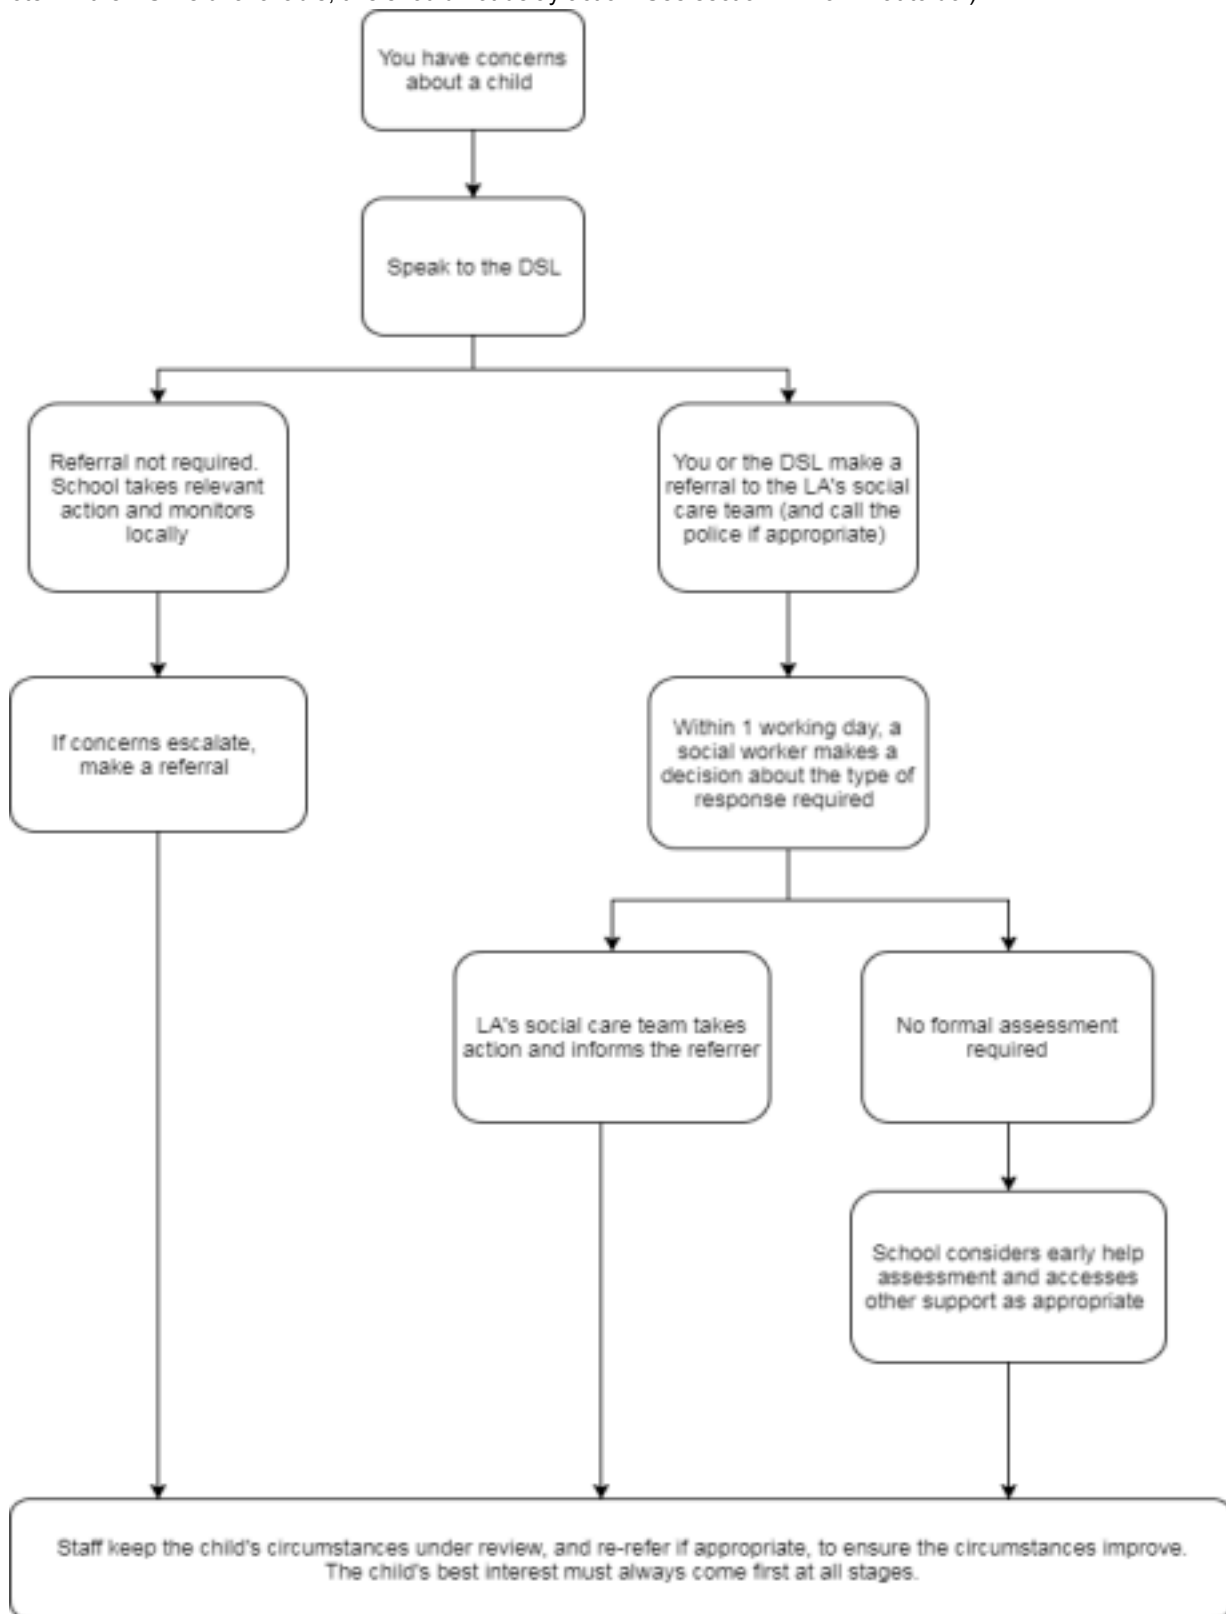 You have concerns
about a child
Speak to the DSL
Referral not required.
School takes relevant
action and monitors
locally
You or the DSL make a
referral to the LA's social
care team (and call the
police if appropriate)
If concerns escalate,
make a referral
Within 1 working day, a
social worker makes a
decision about the type of
response required
LA's social care team takes
action and informs the referrer
No formal assessment
required
School considers early help
assessment and accesses
other support as appropriate
Staff keep the child's circumstances under review, and re-refer if appropriate, to ensure the circumstances improve.
The child's best interest must always come first at all stages.